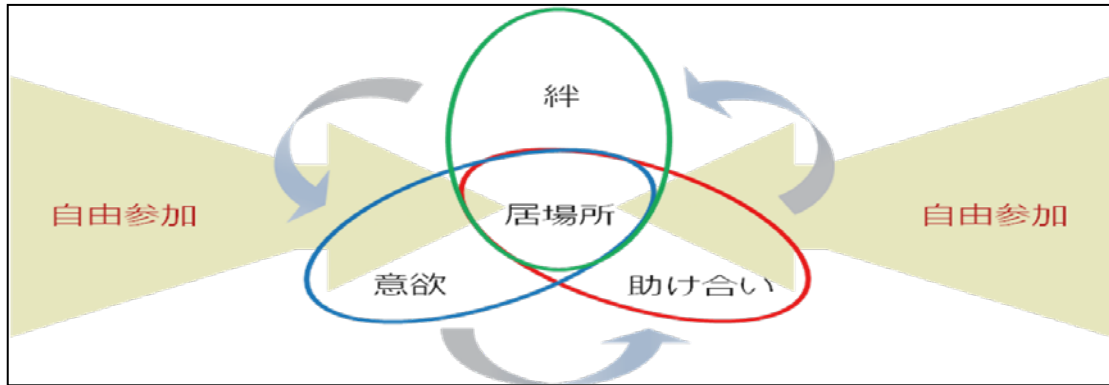 絆
自由参加
居場所
自由参加
意欲
助け合い